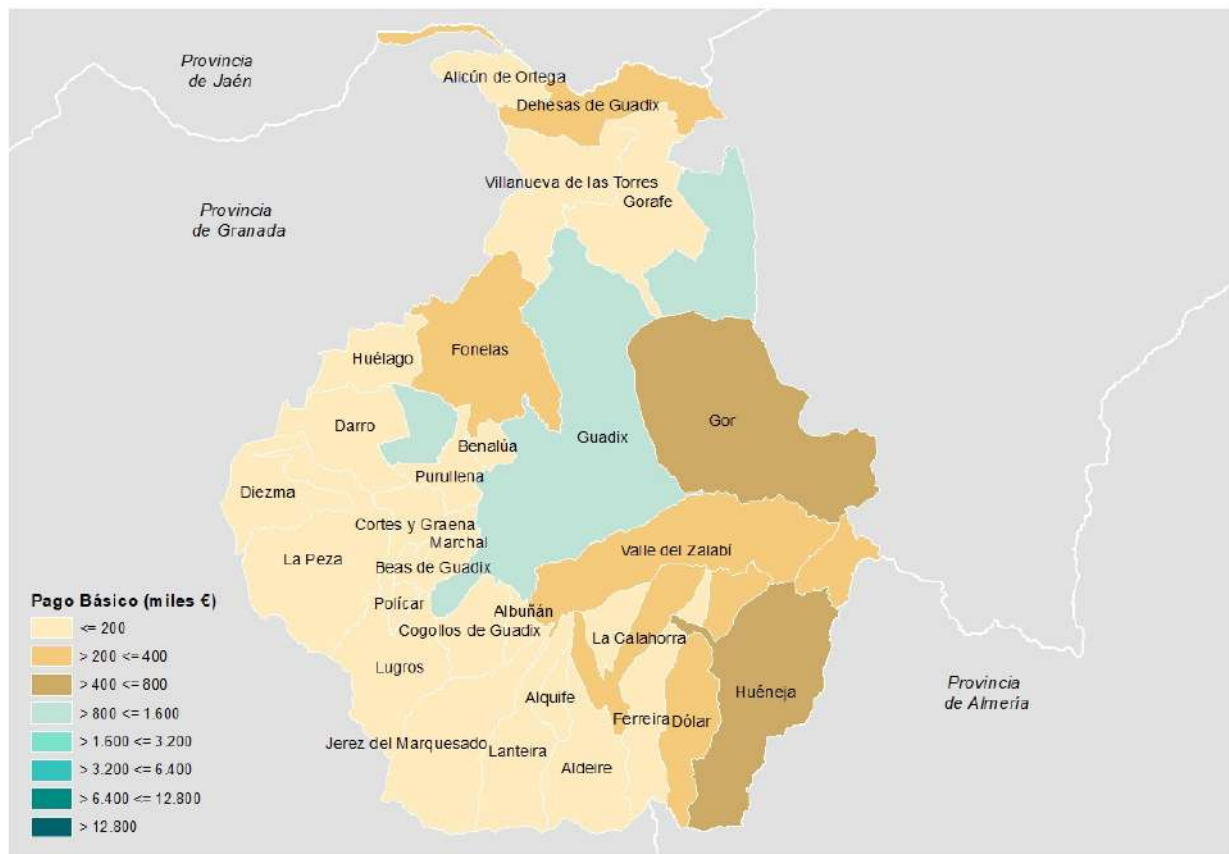 Provincia
de Jaén
Alicún de Ortega
Dehesas de Guadix
Villanueva de las Torres
Gorafe
Provincia
de Granada
Huélago
Fonelas
Darro
Benalúa
Guadix
Gor
Purullena
Diezma
Cortes y Graena
Marchal
La Peza
Beas de Guadix
Valle del Zalabí
Polícar
Albuñán
Cogollos de Guadix
La Calahorra
Lugros
Alquife
Huéneja
Provincia
de Almería
Ferreira
Dólar
Jerez del Marquesado
Lanteira
Aldeire
Pago Básico (miles €)
<= 200
> 200 <= 400
> 400 <= 800
> 800 <= 1.600
> 1.600 <= 3.200
> 3.200 <= 6.400
> 6.400 <= 12.800
> 12.800